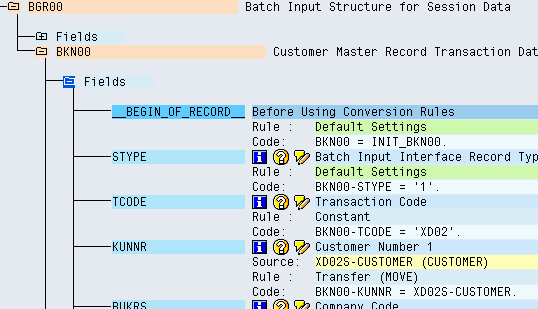 BGR00 Batch Input Structure for Session Data
Fields
BKN00 Customer Master Record Transaction Dat
Fields
__BEGIN_OF_RECORD__ Before Using Conversion Rules
Rule : Default Settings
Code: BKN00 = INIT_BKN00.
STYPE Batch Input Interface Record Typ
Rule : Default Settings
Code: BKN00-STYPE = '1'.
TCODE Transaction Code
Rule : Constant
Code: BKN00-TCODE = 'XD02'.
KUNNR Customer Number 1
Source: XD02S-CUSTOMER (CUSTOMER)
Rule : Transfer (MOVE)
Code: BKN00-KUNNR = XD02S-CUSTOMER.
BUKRS Company Code